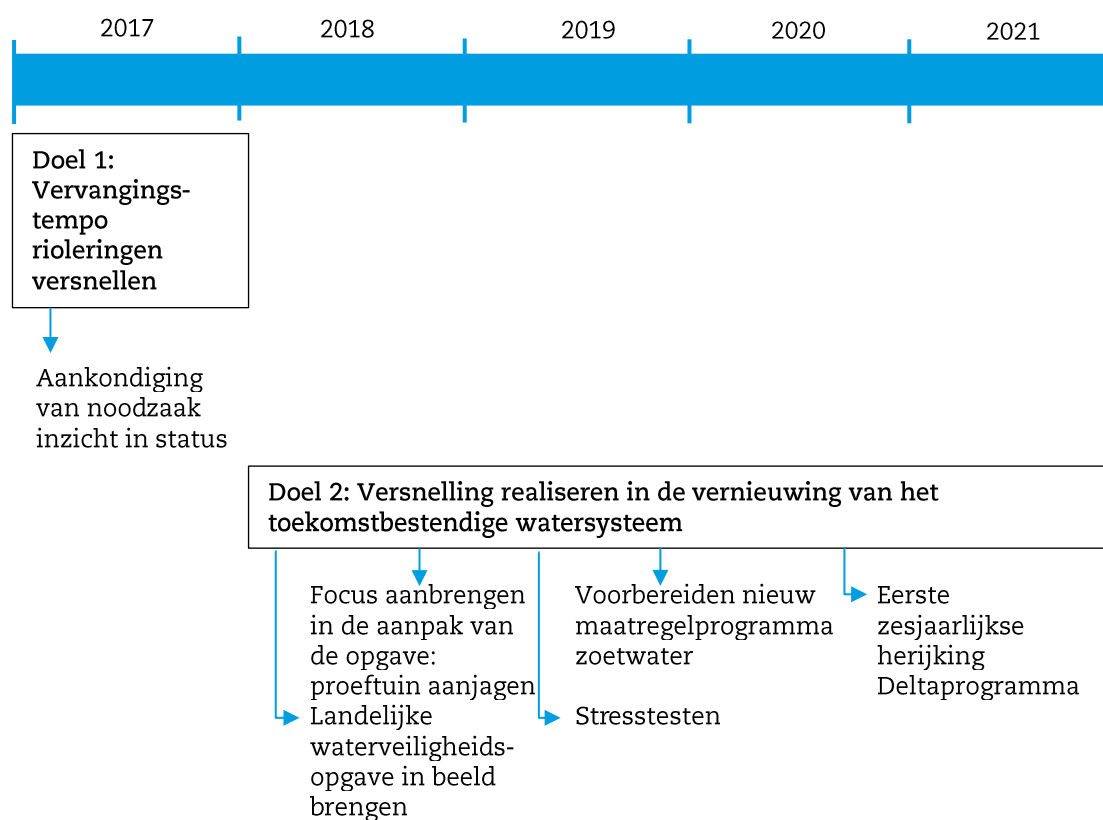 2017 2018 2019 2020 2021
Doel 1:
Vervangings-
tempo
rioleringen
versnellen
Aankondiging
van noodzaak
inzicht in status
Doel 2: Versnelling realiseren in de vernieuwing van het
toekomstbestendige watersysteem
Focus aanbrengen
in de aanpak van
de opgave:
proeftuin aanjagen
Landelijke
waterveiligheids-
opgave in beeld
brengen
Voorbereiden nieuw
maatregelprogramma
zoetwater
Stresstesten
Eerste
zesjaarlijkse
herijking
Deltaprogramma